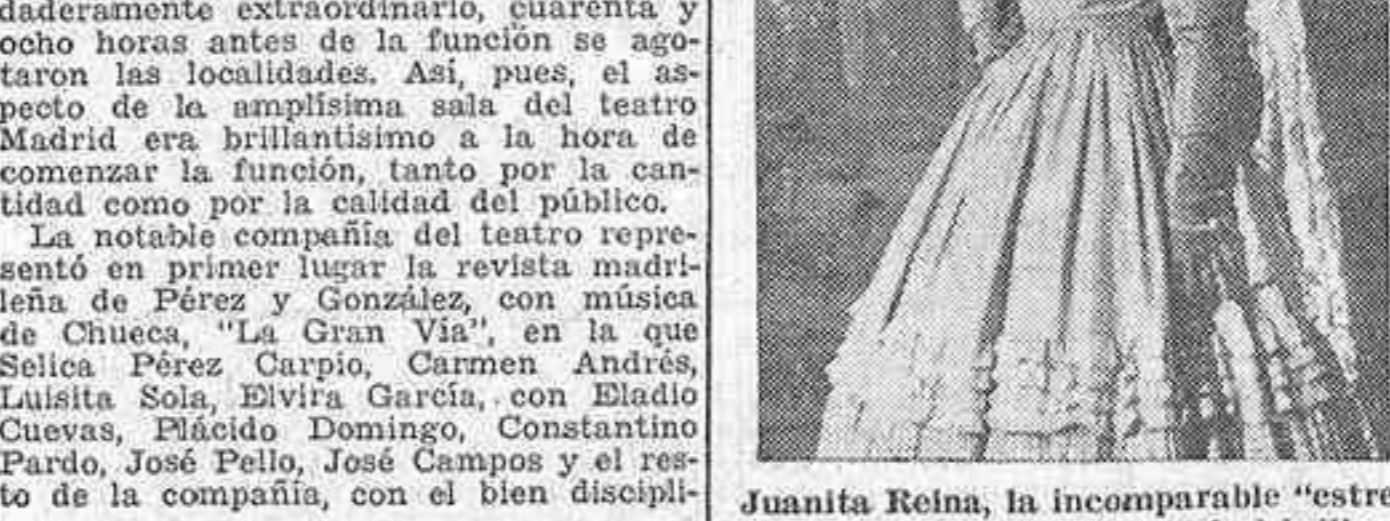 daderamente extraordinario, cuarenta y
ocho horas antes de la función se ago-
taron las localidades. Así, pues, el as-
pecto de la amplísima sala del teatro
Madrid era brillantísimo a la hora de
comenzar la función, tanto por la can-
tidad como por la calidad del público.
La notable compañía del teatro repre-
sentó en primer lugar la revista madri-
leña de Pérez y González, con música
de Chueca, "La Gran Vía", en la que
Selica Pérez Carpio, Carmen Andrés,
Luisita Sola, Elvira García, con Eladio
Cuevas, Plácido Domingo, Constantino
Pardo, José Pello, José Campos y el res-
to de la compañía, con el bien discipli-
Juanita Reina, la incomparable "estre